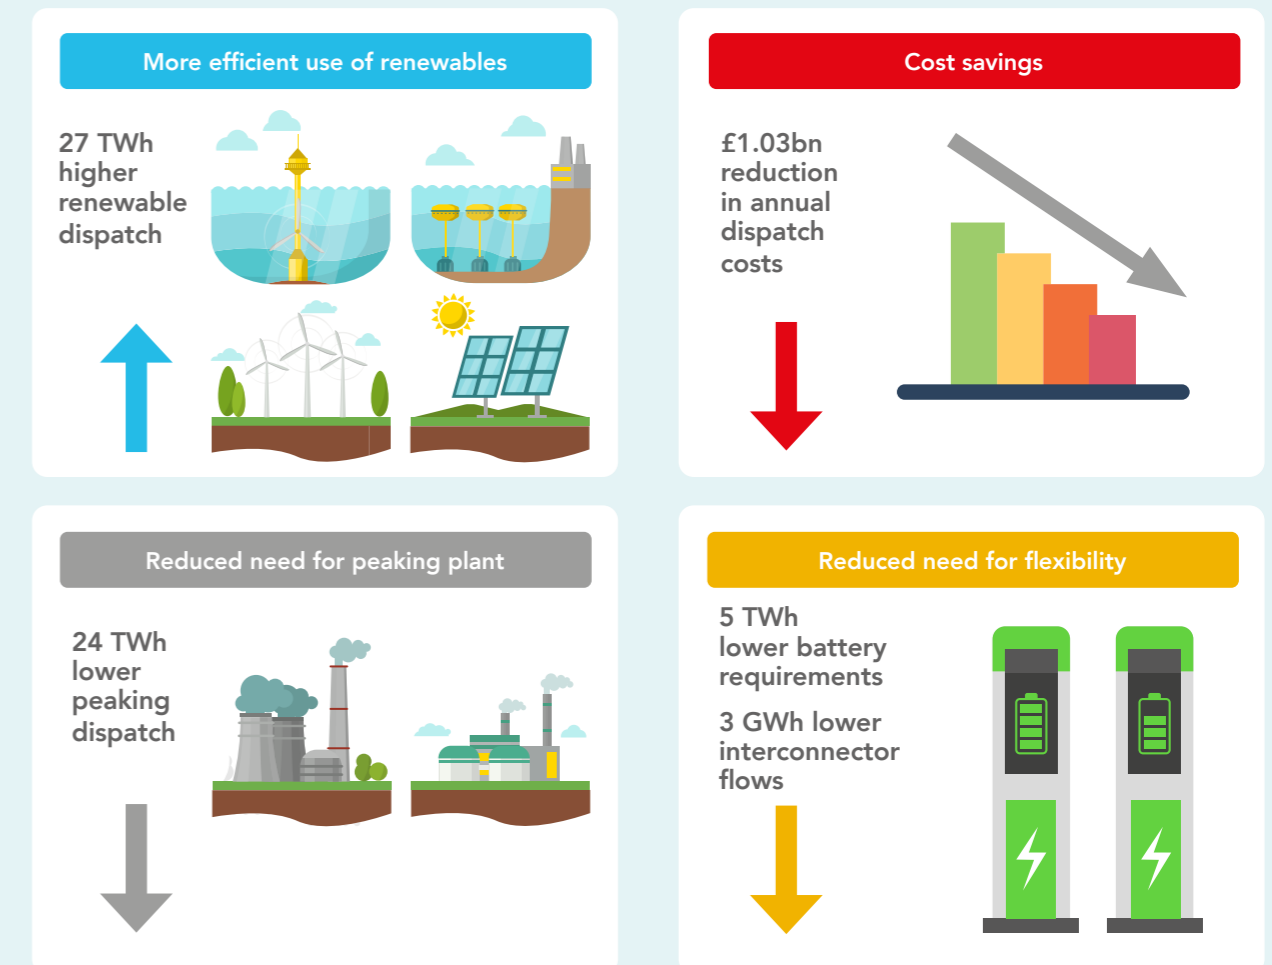 More efficient use of renewables
27 TWh
higher
renewable
dispatch
Cost savings
£1.03bn
reduction
in annual
dispatch
costs
Reduced need for peaking plant
24 TWh
lower
peaking
dispatch
Reduced need for flexibility
5 TWh
lower battery
requirements
3 GWh lower
interconnector
flows